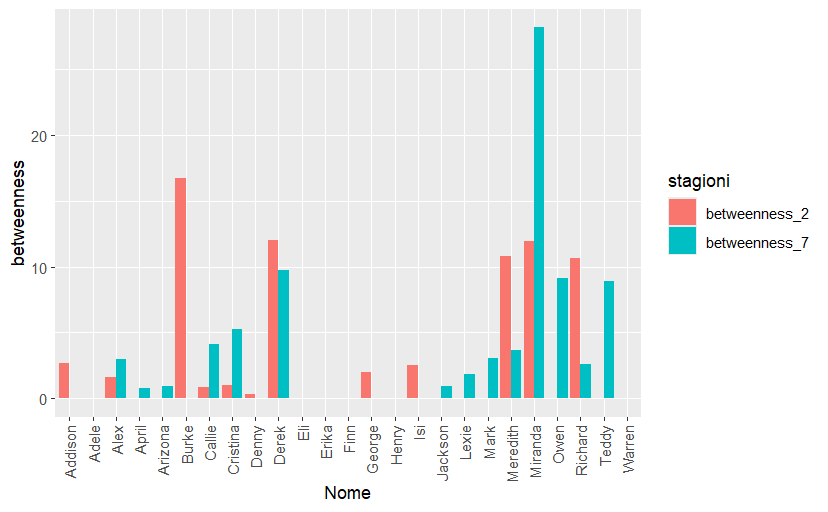 betweenness
20
10
0
Addison
Adele
Alex
April
Arizona
Burke
Callie
Cristina
Denny
Derek
Eli
Erika
Finn
George
Henry
Isi
Jackson
Lexie
Mark
Meredith
Miranda
Owen
Richard
Teddy
Warren
Nome
stagioni
betweenness_2
betweenness_7